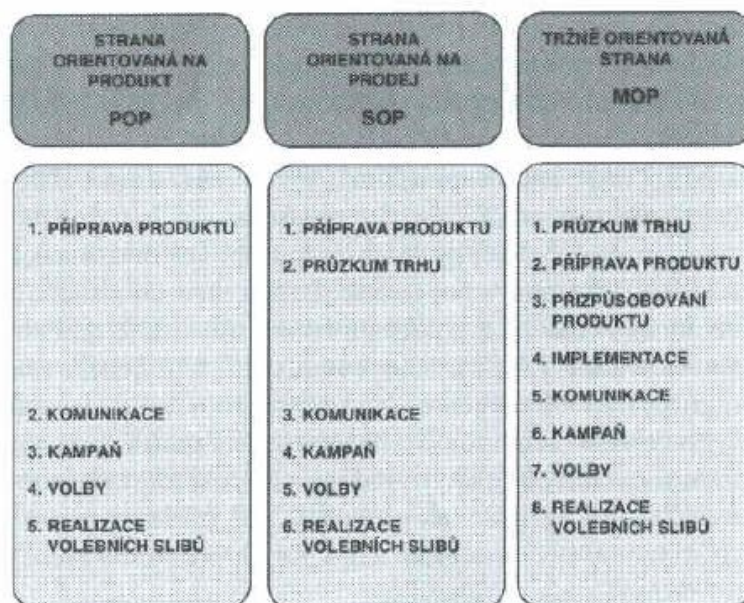 STRANA
ORIENTOVANÁ NA
PRODUKT
POP
STRANA
ORIENTOVANÁ NA
PRODEJ
SOP
TRŽNĚ ORIENTOVANÁ
STRANA
MOP
1. PŘÍPRAVA PRODUKTU
2. KOMUNIKACE
3. KAMPAŇ
4. VOLBY
5. REALIZACE
VOLEBNÍCH SLIBŮ
1. PŘÍPRAVA PRODUKTU
2. PRŮZKUM TRHU
3. KOMUNIKACE
4. KAMPAŇ
5. VOLBY
6. REALIZACE
VOLEBNÍCH SLIBŮ
1. PRŮZKUM TRHU
2. PŘÍPRAVA PRODUKTU
3. PŘIZPŮSOBOVÁNÍ
PRODUKTU
4. IMPLEMENTACE
5. KOMUNIKACE
6. KAMPAŇ
7. VOLBY
8. REALIZACE
VOLEBNÍCH SLIBŮ